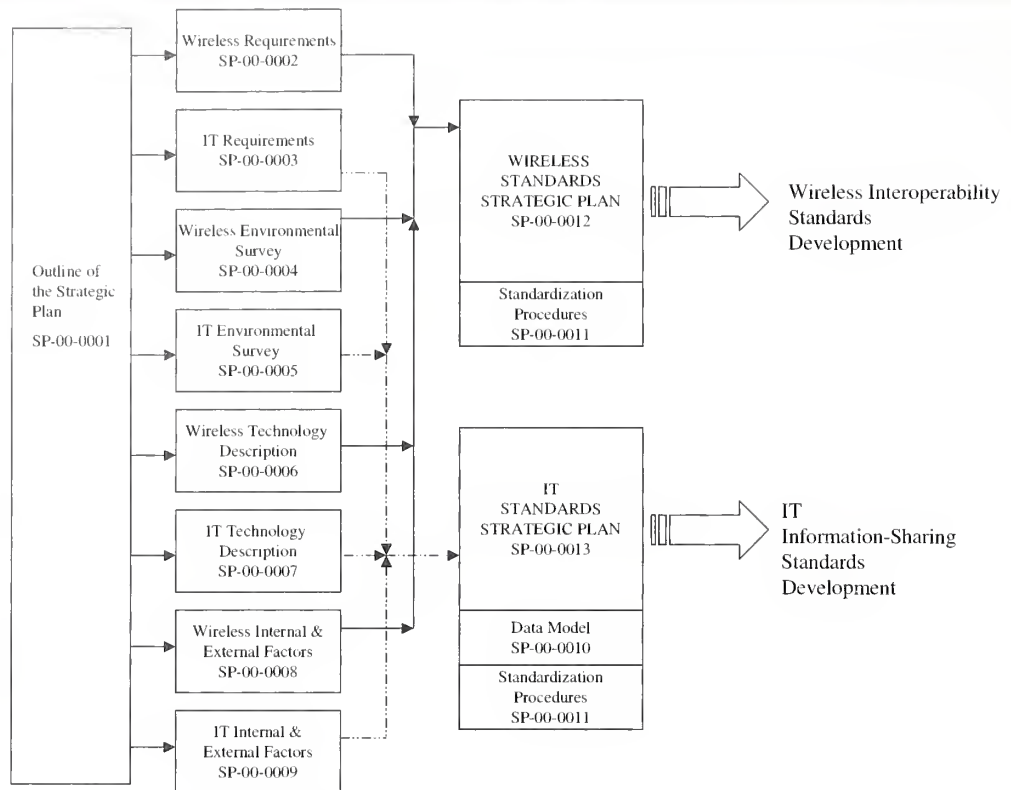 Outline of
the Strategic
Plan
SP-00-0001
Wireless Requirements
SP-00-0002
IT Requirements
SP-00-0003
Wireless Environmental
Survey
SP-00-0004
IT Environmental
Survey
SP-00-0005
Wireless Technology
Description
SP-00-0006
IT Technology
Description
SP-00-0007
Wireless Internal &
External Factors
SP-00-0008
IT Internal &
External Factors
SP-00-0009
WIRELESS
STANDARDS
STRATEGIC PLAN
SP-00-0012
Standardization
Procedures
SP-00-0011
IT
STANDARDS
STRATEGIC PLAN
SP-00-0013
Data Model
SP-00-0010
Standardization
Procedures
SP-00-0011
Wireless Interoperability
Standards
Development
IT
Information-Sharing
Standards
Development